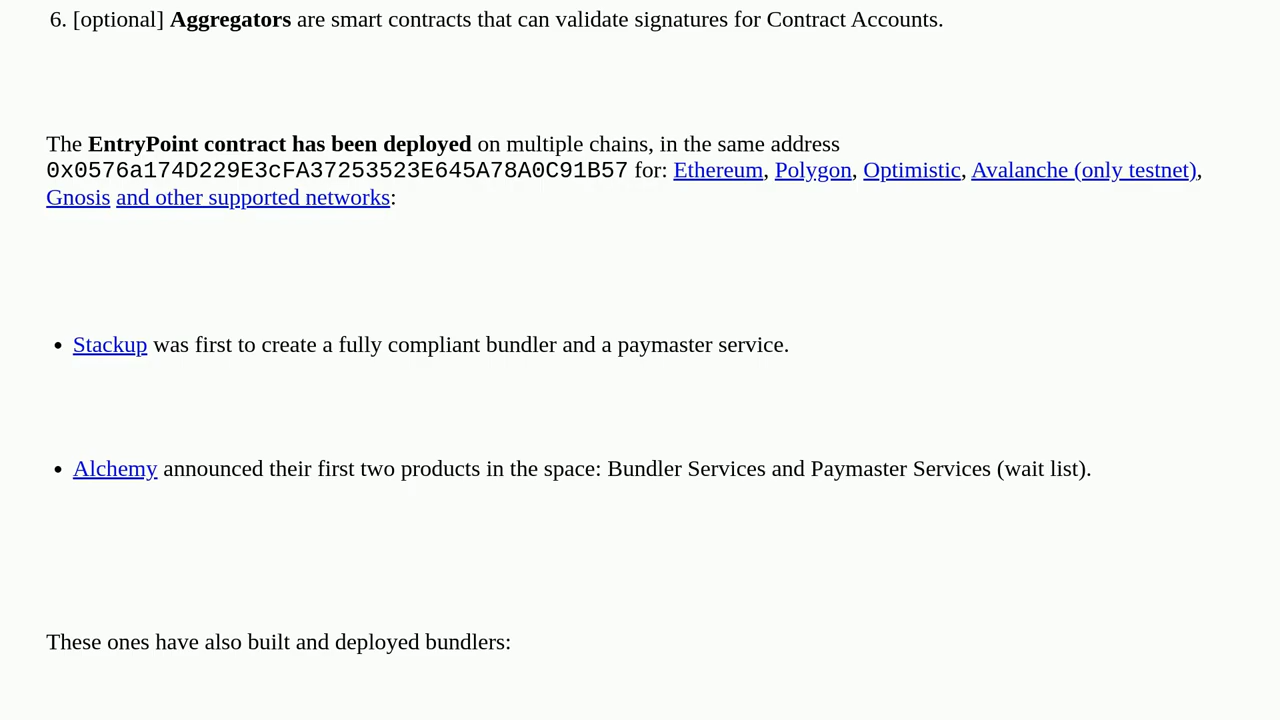 6. [optional] Aggregators are smart contracts that can validate signatures for Contract Accounts.
The EntryPoint contract has been deployed on multiple chains, in the same address
0x0576a174D229E3cFA37253523E645A78A0C91B57 for: Ethereum, Polygon, Optimistic, Avalanche (only testnet),
Gnosis and other supported networks:
• Stackup was first to create a fully compliant bundler and a paymaster service.
• Alchemy announced their first two products in the space: Bundler Services and Paymaster Services (wait list).
These ones have also built and deployed bundlers: